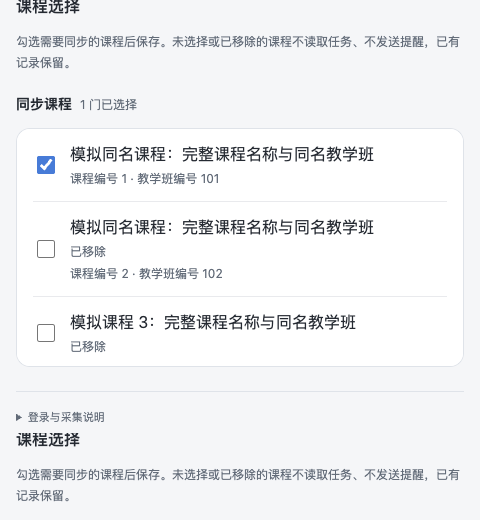 课程选择
勾选需要同步的课程后保存。未选择或已移除的课程不读取任务、不发送提醒，已有
记录保留。
同步课程 1 门已选择
模拟同名课程：完整课程名称与同名教学班
课程编号 1 · 教学班编号 101
模拟同名课程：完整课程名称与同名教学班
已移除
课程编号 2 · 教学班编号 102
模拟课程 3：完整课程名称与同名教学班
已移除
登录与采集说明
课程选择
勾选需要同步的课程后保存。未选择或已移除的课程不读取任务、不发送提醒，已有
记录保留。